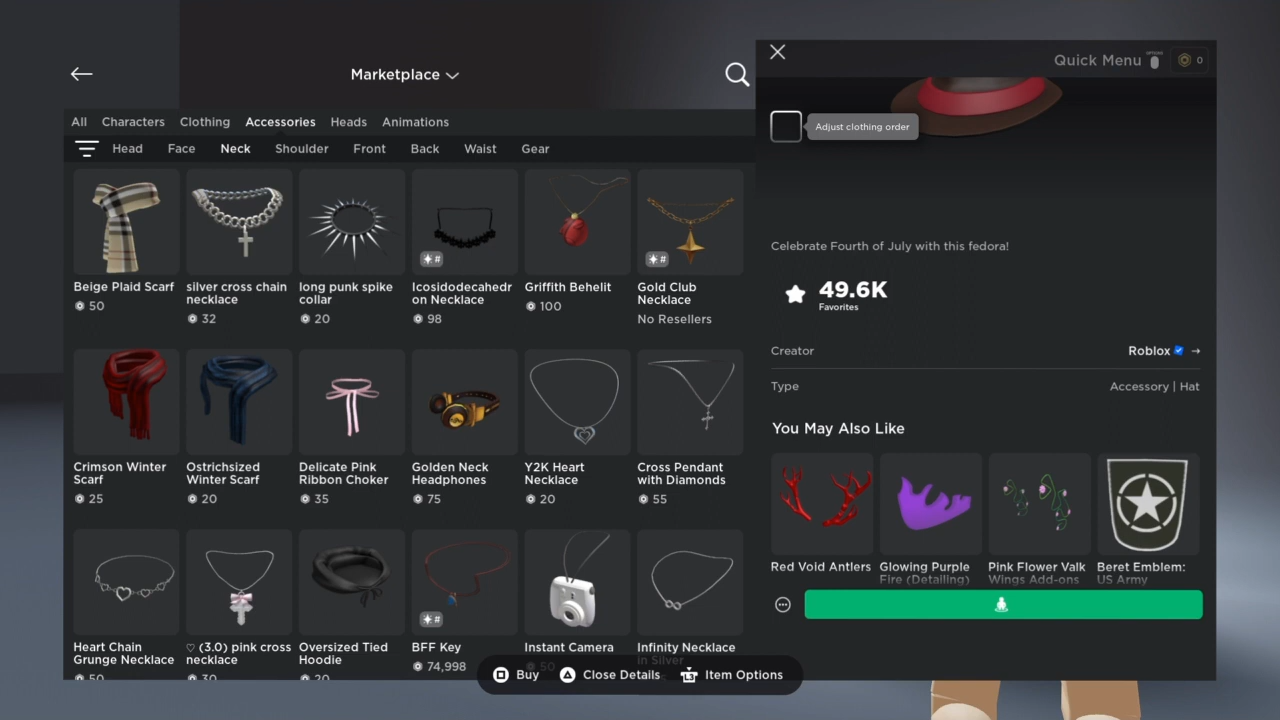 Marketplace
Quick Menu
OPTIONS
0
All Characters Clothing Accessories Heads Animations
Adjust clothing order
Head Face Neck Shoulder Front Back Waist Gear
Beige Plaid Scarf
50
silver cross chain
necklace
32
long punk spike
collar
20
#
Icosidodecahedr
on Necklace
98
Griffith Behelit
100
#
Gold Club
Necklace
No Resellers
Crimson Winter
Scarf
25
Ostrichsized
Winter Scarf
20
Delicate Pink
Ribbon Choker
35
Golden Neck
Headphones
75
Y2K Heart
Necklace
20
Cross Pendant
with Diamonds
55
Heart Chain
Grunge Necklace
50
♡ (3.0) pink cross
necklace
30
Oversized Tied
Hoodie
20
#
BFF Key
74,998
Instant Camera
50
Infinity Necklace
in Silver
Celebrate Fourth of July with this fedora!
49.6K
Favorites
Creator
Roblox
Type
Accessory | Hat
You May Also Like
Red Void Antlers
Glowing Purple
Fire (Detailing)
Pink Flower Valk
Wings Add-ons
Beret Emblem:
US Army
Buy Close Details Item Options